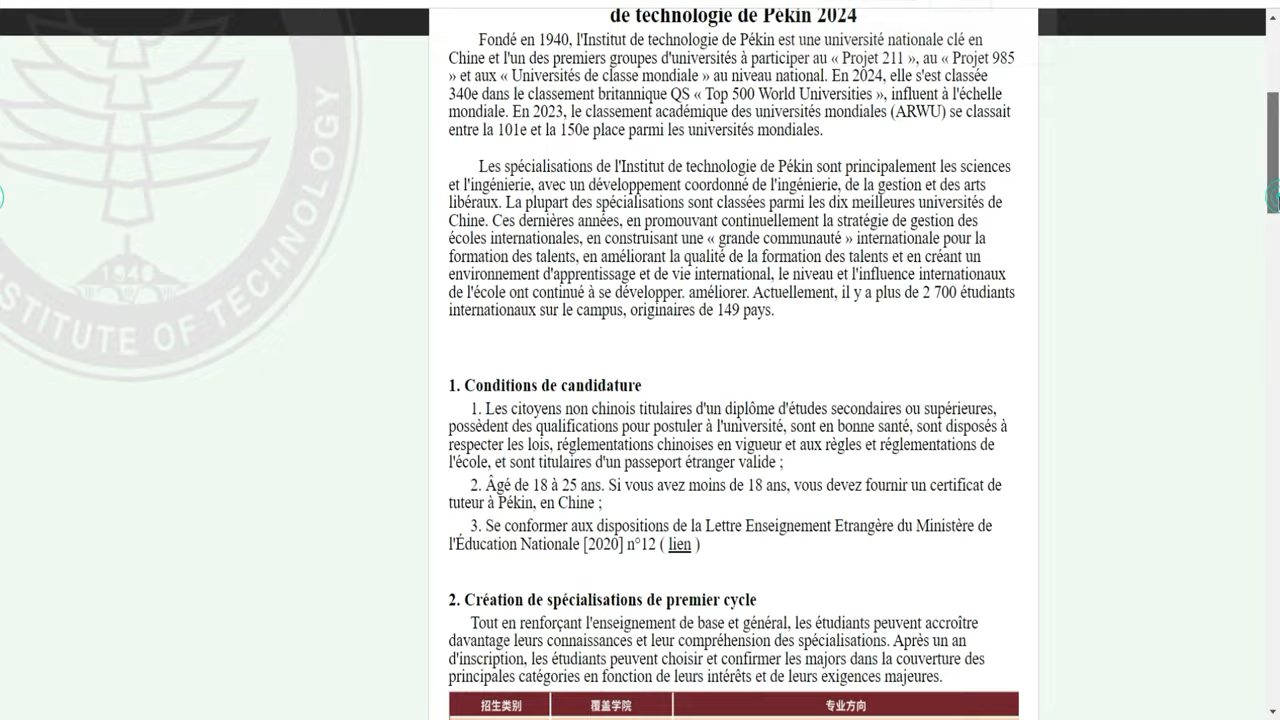 de technologie de Pékin 2024
Fondé en 1940, l'Institut de technologie de Pékin est une université nationale clé en
Chine et l'un des premiers groupes d'universités à participer au « Projet 211 », au « Projet 985
» et aux « Universités de classe mondiale » au niveau national. En 2024, elle s'est classée
340e dans le classement britannique QS « Top 500 World Universities », influent à l'échelle
mondiale. En 2023, le classement académique des universités mondiales (ARWU) se classait
entre la 101e et la 150e place parmi les universités mondiales.
Les spécialisations de l'Institut de technologie de Pékin sont principalement les sciences
et l'ingénierie, avec un développement coordonné de l'ingénierie, de la gestion et des arts
libéraux. La plupart des spécialisations sont classées parmi les dix meilleures universités de
Chine. Ces dernières années, en promouvant continuellement la stratégie de gestion des
écoles internationales, en construisant une « grande communauté » internationale pour la
formation des talents, en améliorant la qualité de la formation des talents et en créant un
environnement d'apprentissage et de vie international, le niveau et l'influence internationaux
de l'école ont continué à se développer. améliorer. Actuellement, il y a plus de 2 700 étudiants
internationaux sur le campus, originaires de 149 pays.
1. Conditions de candidature
1. Les citoyens non chinois titulaires d'un diplôme d'études secondaires ou supérieures,
possèdent des qualifications pour postuler à l'université, sont en bonne santé, sont disposés à
respecter les lois, réglementations chinoises en vigueur et aux règles et réglementations de
l'école, et sont titulaires d'un passeport étranger valide ;
2. Âgé de 18 à 25 ans. Si vous avez moins de 18 ans, vous devez fournir un certificat de
tuteur à Pékin, en Chine ;
3. Se conformer aux dispositions de la Lettre Enseignement Etrangère du Ministère de
l'Éducation Nationale [2020] n°12 ( lien )
2. Création de spécialisations de premier cycle
Tout en renforçant l'enseignement de base et général, les étudiants peuvent accroître
davantage leurs connaissances et leur compréhension des spécialisations. Après un an
d'inscription, les étudiants peuvent choisir et confirmer les majors dans la couverture des
principales catégories en fonction de leurs intérêts et de leurs exigences majeures.
招生类别 覆盖学院 专业方向
1940
INSTITUTE OF TECHNOLOGY